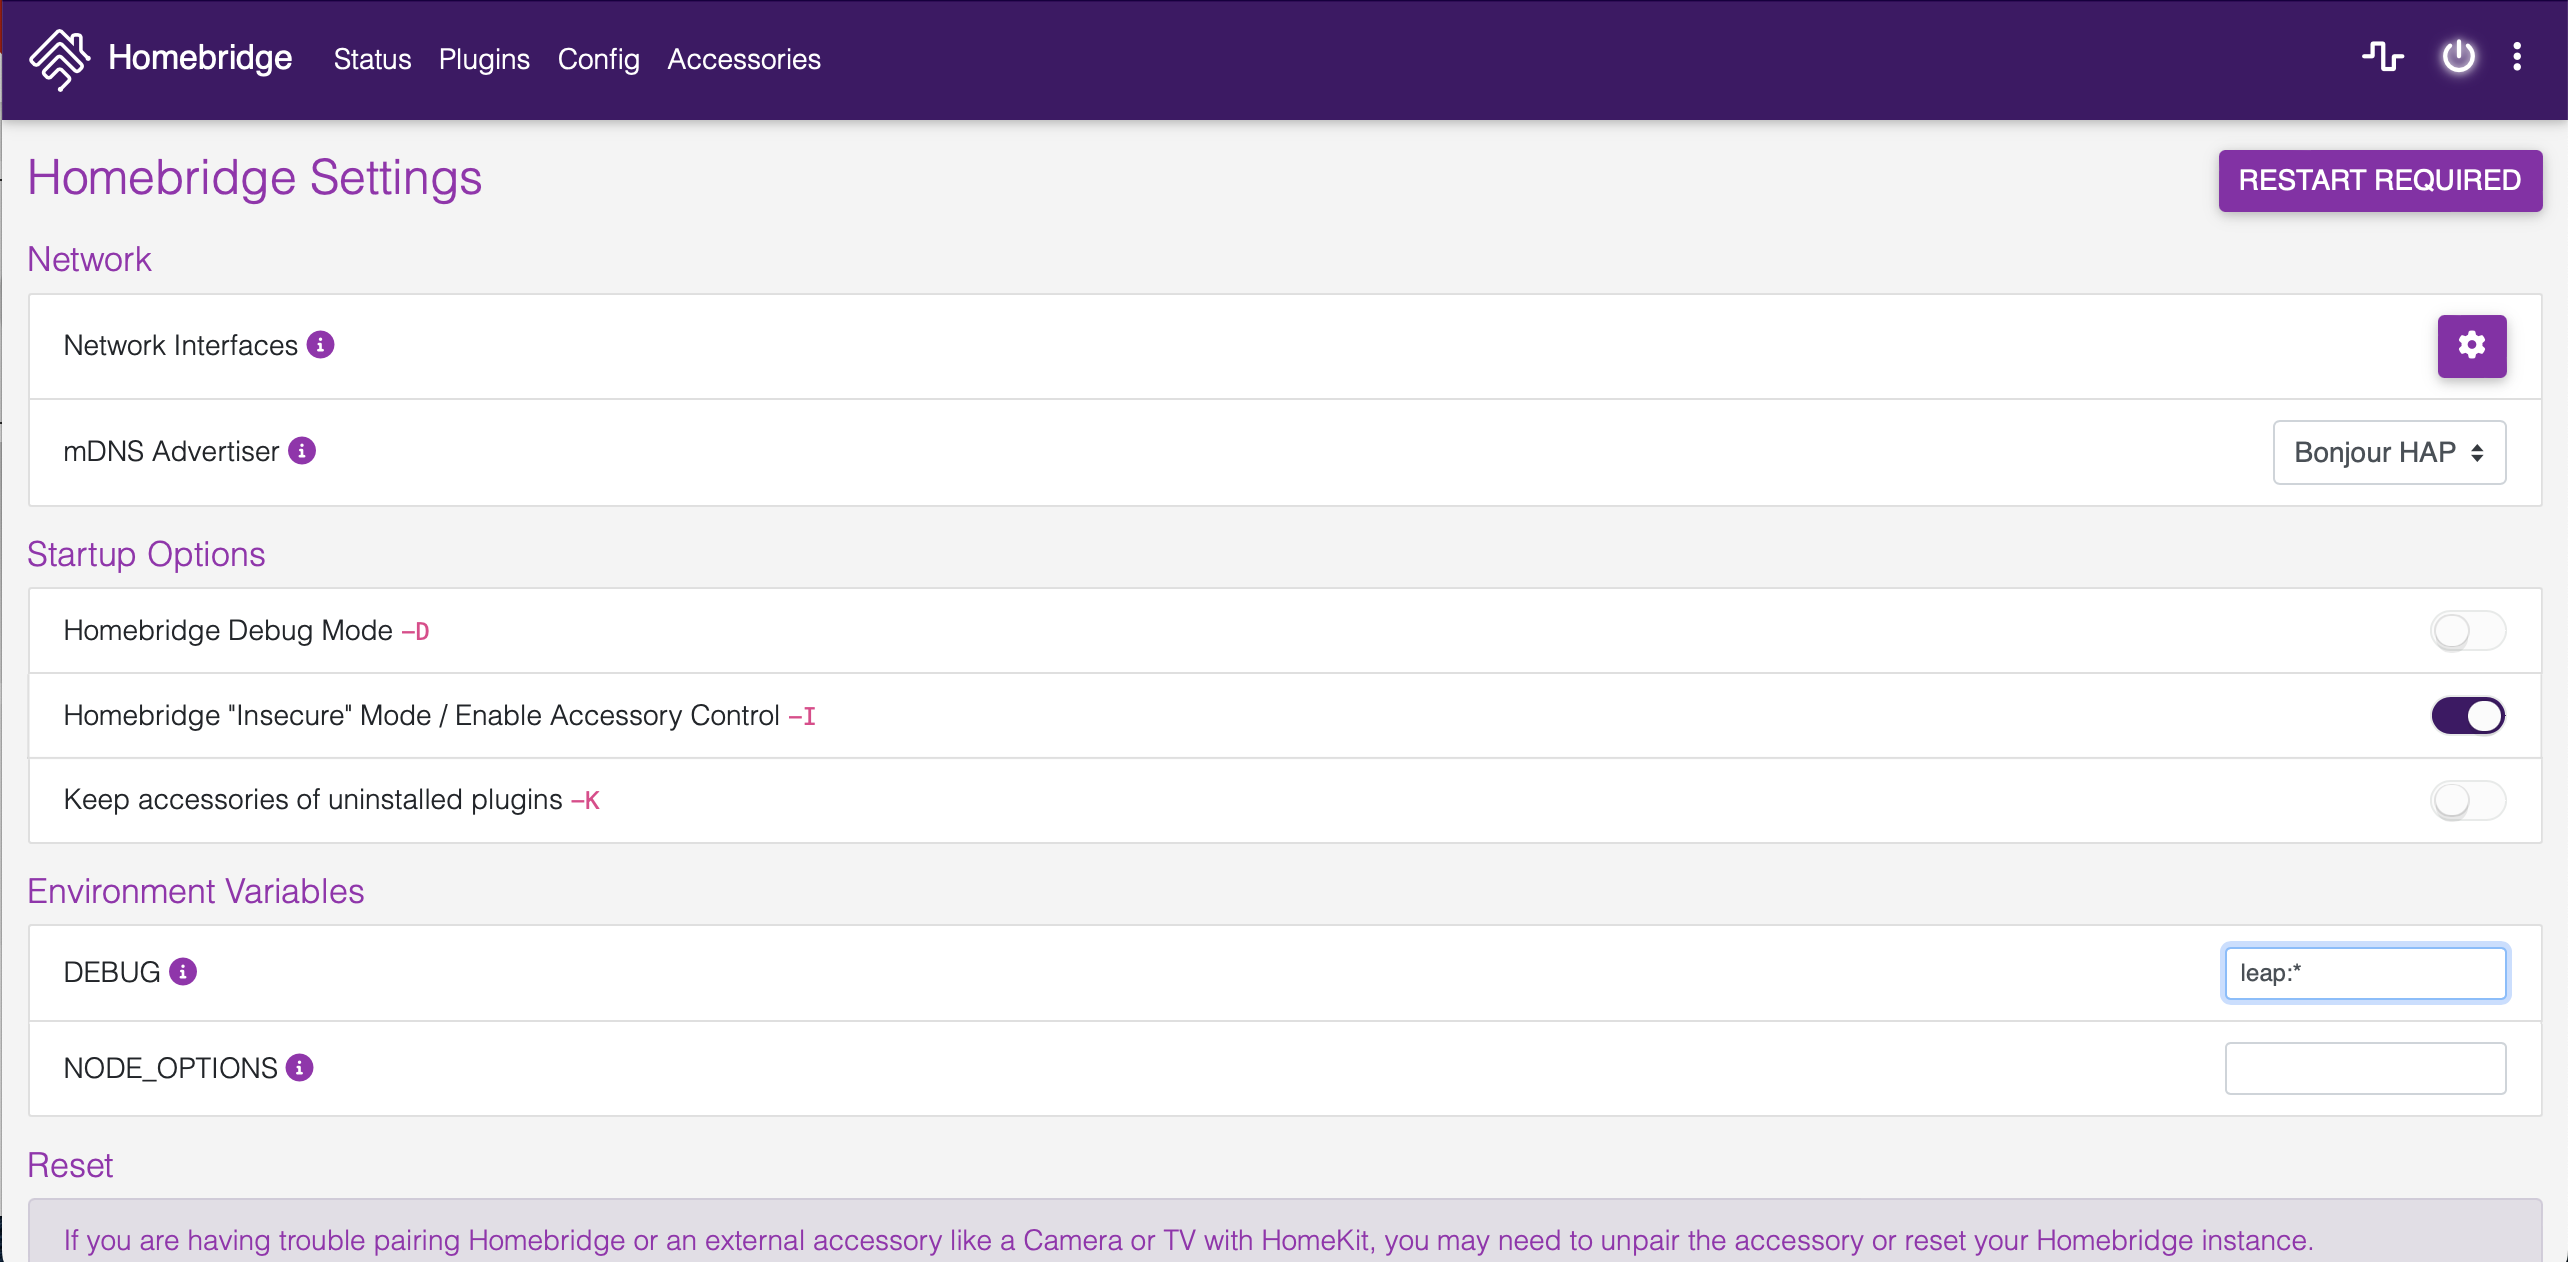 Homebridge Status Plugins Config Accessories
Homebridge Settings RESTART REQUIRED
Network
Network Interfaces
mDNS Advertiser Bonjour HAP
Startup Options
Homebridge Debug Mode -D
Homebridge "Insecure" Mode / Enable Accessory Control -I
Keep accessories of uninstalled plugins -K
Environment Variables
DEBUG leap:*
NODE_OPTIONS
Reset
If you are having trouble pairing Homebridge or an external accessory like a Camera or TV with HomeKit, you may need to unpair the accessory or reset your Homebridge instance.